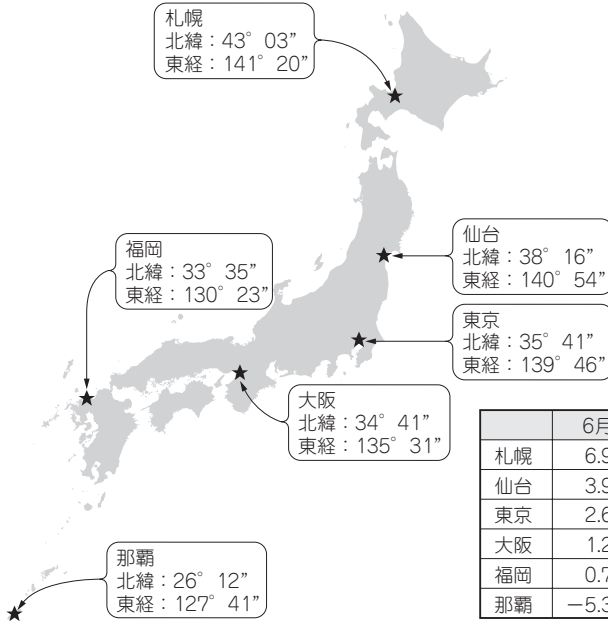 札幌
北緯：43° 03”
東経：141° 20”
仙台
北緯：38° 16”
東経：140° 54”
福岡
北緯：33° 35”
東経：130° 23”
東京
北緯：35° 41”
東経：139° 46”
大阪
北緯：34° 41”
東経：135° 31”
那覇
北緯：26° 12”
東経：127° 41”
6月
札幌 6.9
仙台 3.9
東京 2.6
大阪 1.2
福岡 0.7
那覇 −5.3